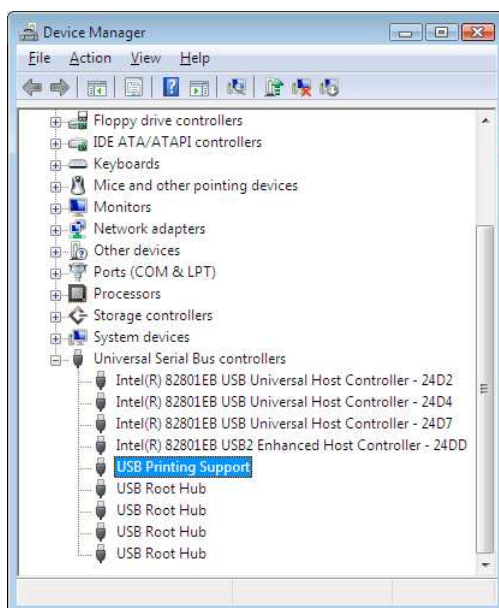 Device Manager
File Action View Help
Floppy drive controllers
IDE ATA/ATAPI controllers
Keyboards
Mice and other pointing devices
Monitors
Network adapters
Other devices
Ports (COM & LPT)
Processors
Storage controllers
System devices
Universal Serial Bus controllers
Intel(R) 82801EB USB Universal Host Controller - 24D2
Intel(R) 82801EB USB Universal Host Controller - 24D4
Intel(R) 82801EB USB Universal Host Controller - 24D7
Intel(R) 82801EB USB2 Enhanced Host Controller - 24DD
USB Printing Support
USB Root Hub
USB Root Hub
USB Root Hub
USB Root Hub